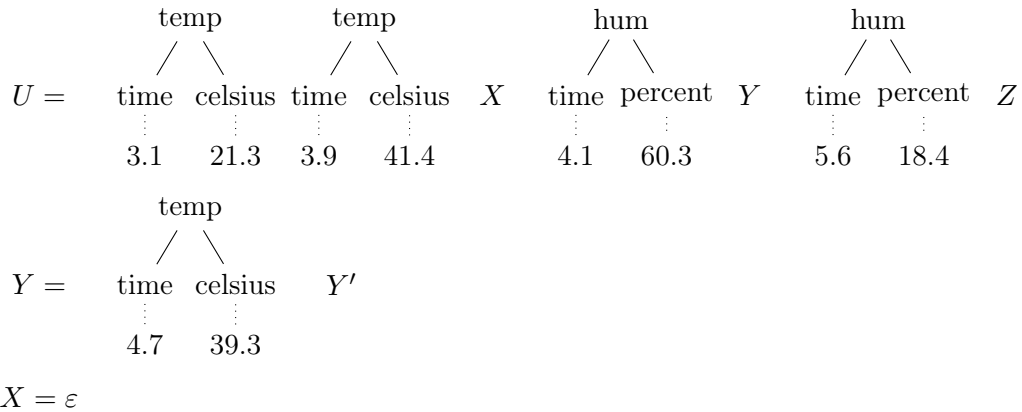 temp temp hum hum
U = time celsius time celsius X time percent Y time percent Z
3.1 21.3 3.9 41.4 4.1 60.3 5.6 18.4
temp
Y = time celsius Y′
4.7 39.3
X = ε